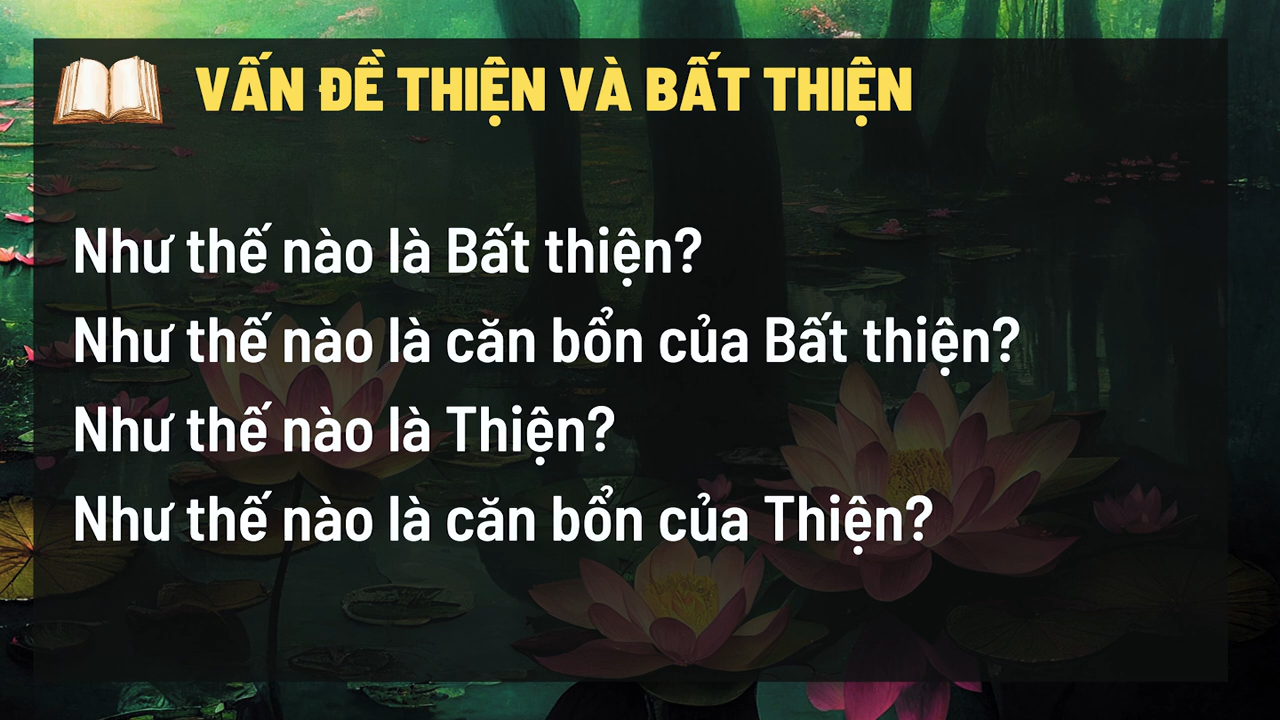 VẤN ĐỀ THIỆN VÀ BẤT THIỆN
Như thế nào là Bất thiện?
Như thế nào là căn bổn của Bất thiện?
Như thế nào là Thiện?
Như thế nào là căn bổn của Thiện?